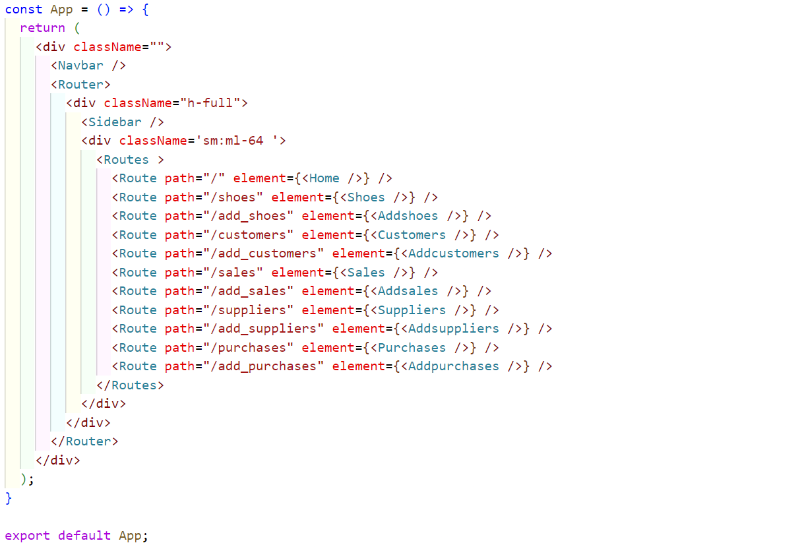 const App = () => {
  return (
    <div className="">
      <Navbar />
      <Router>
        <div className="h-full">
          <Sidebar />
          <div className='sm:ml-64 '>
            <Routes >
              <Route path="/" element={<Home />} />
              <Route path="/shoes" element={<Shoes />} />
              <Route path="/add_shoes" element={<Addshoes />} />
              <Route path="/customers" element={<Customers />} />
              <Route path="/add_customers" element={<Addcustomers />} />
              <Route path="/sales" element={<Sales />} />
              <Route path="/add_sales" element={<Addsales />} />
              <Route path="/suppliers" element={<Suppliers />} />
              <Route path="/add_suppliers" element={<Addsuppliers />} />
              <Route path="/purchases" element={<Purchases />} />
              <Route path="/add_purchases" element={<Addpurchases />} />
            </Routes>
          </div>
        </div>
      </Router>
    </div>
  );
}

export default App;